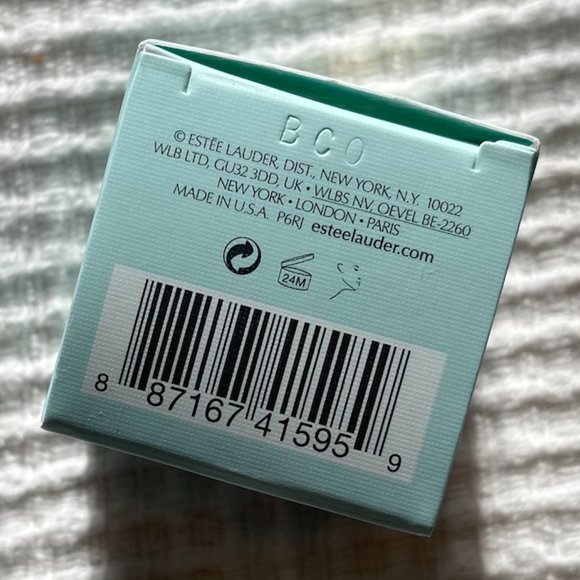 BCO
© ESTĒE LAUDER, DIST., NEW YORK, N.Y. 10022
WLB LTD, GU32 3DD, UK • WLBS NV, OEVEL BE-2260
NEW YORK • LONDON • PARIS
MADE IN U.S.A. P6RJ esteelauder.com
24M
8 87167 41595 9